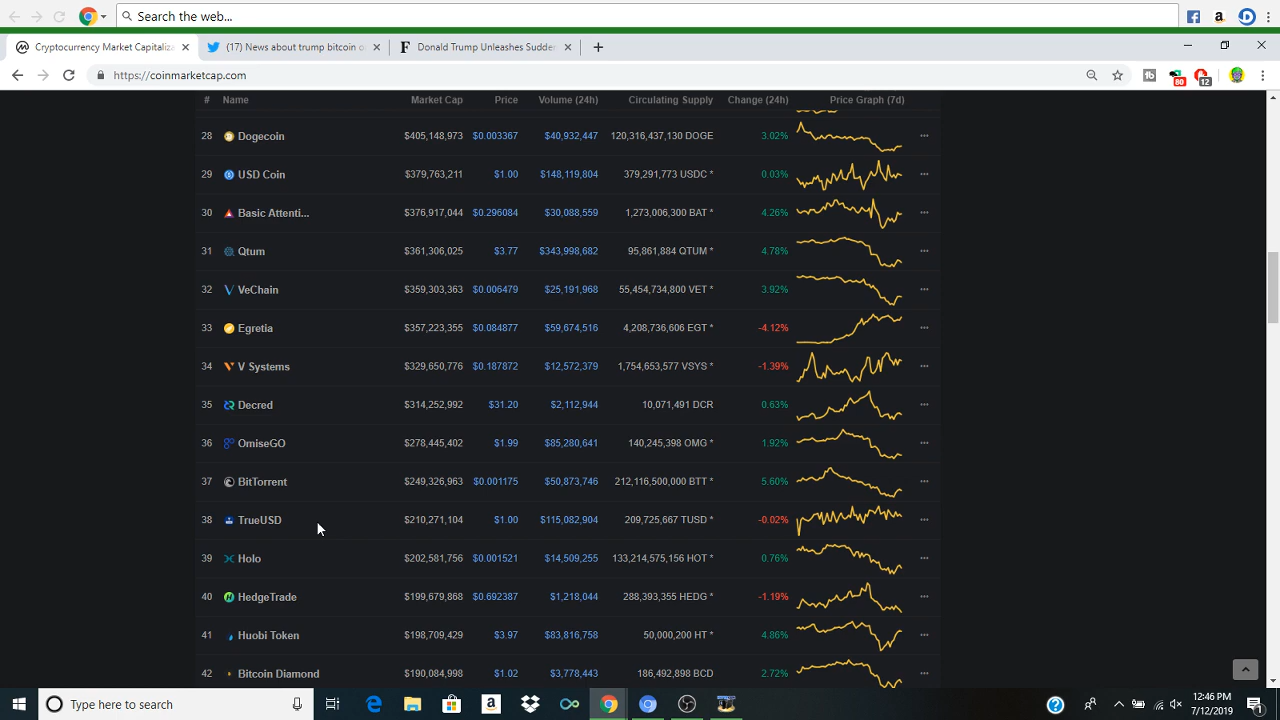 Search the web...
Cryptocurrency Market Capitaliza
(17) News about trump bitcoin o
Donald Trump Unleashes Sudden
https://coinmarketcap.com
80
12
# Name Market Cap Price Volume (24h) Circulating Supply Change (24h) Price Graph (7d)
28 Dogecoin $405,148,973 $0.003367 $40,932,447 120,316,437,130 DOGE 3.02%
29 USD Coin $379,763,211 $1.00 $148,119,804 379,291,773 USDC * 0.03%
30 Basic Attenti... $376,917,044 $0.296084 $30,088,559 1,273,006,300 BAT * 4.26%
31 Qtum $361,306,025 $3.77 $343,998,682 95,861,884 QTUM * 4.78%
32 VeChain $359,303,363 $0.006479 $25,191,968 55,454,734,800 VET * 3.92%
33 Egretia $357,223,355 $0.084877 $59,674,516 4,208,736,606 EGT * -4.12%
34 V Systems $329,650,776 $0.187872 $12,572,379 1,754,653,577 VSYS * -1.39%
35 Decred $314,252,992 $31.20 $2,112,944 10,071,491 DCR 0.63%
36 OmiseGO $278,445,402 $1.99 $85,280,641 140,245,398 OMG * 1.92%
37 BitTorrent $249,326,963 $0.001175 $50,873,746 212,116,500,000 BTT * 5.60%
38 TrueUSD $210,271,104 $1.00 $115,082,904 209,725,667 TUSD * -0.02%
39 Holo $202,581,756 $0.001521 $14,509,255 133,214,575,156 HOT * 0.76%
40 HedgeTrade $199,679,868 $0.692387 $1,218,044 288,393,355 HEDG * -1.19%
41 Huobi Token $198,709,429 $3.97 $83,816,758 50,000,200 HT * 4.86%
42 Bitcoin Diamond $190,084,998 $1.02 $3,778,443 186,492,898 BCD 2.72%
Type here to search
12:46 PM
7/12/2019